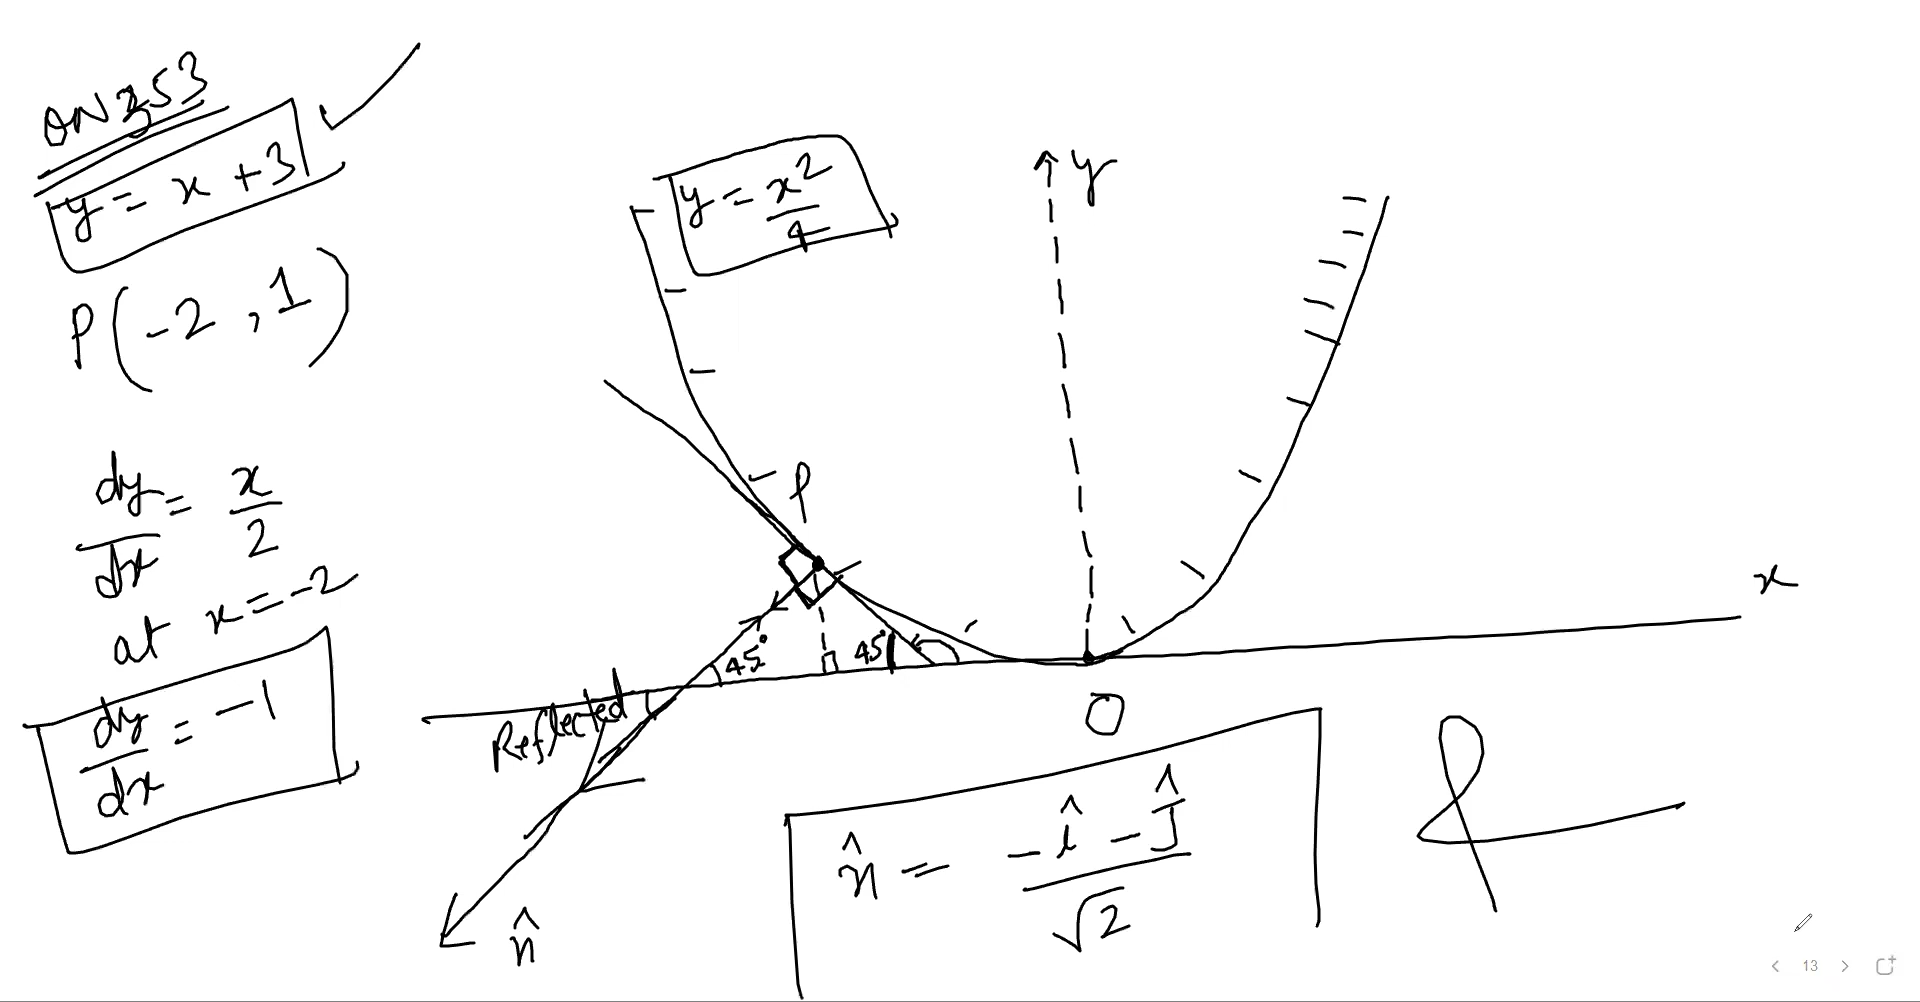 QN 353
y = x + 3
P(-2, 1)
dy/dx = x/2
at x = -2
dy/dx = -1
y = x²/4
y
P
45°
45°
x
O
Reflected
n̂
n̂ = (-î - ĵ)/√2
13